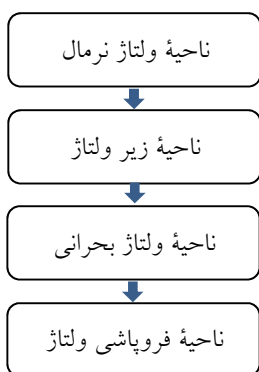 ناحیهٔ ولتاژ نرمال
ناحیهٔ زیر ولتاژ
ناحیهٔ ولتاژ بحرانی
ناحیهٔ فروپاشی ولتاژ